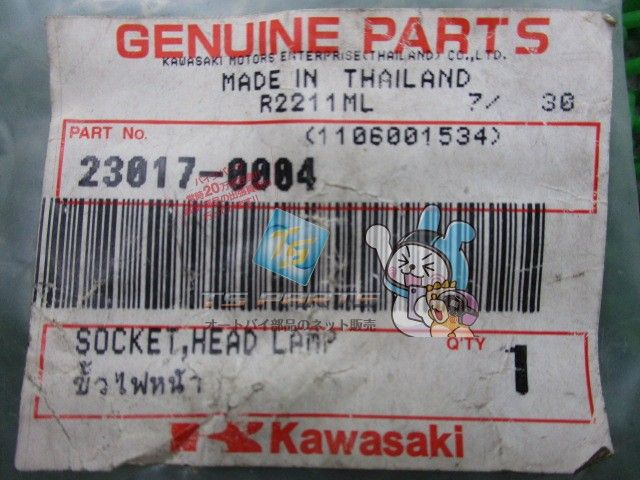 GENUINE PARTS
KAWASAKI MOTORS ENTERPRISE(THAILAND) CO.,LTD.
MADE IN THAILAND
R2211ML 7/ 30
PART No. (1106001534)
23017-0004
TS PARTS
オートバイ部品のネット販売
SOCKET,HEAD LAMP Q'TY
ขั้วไฟหน้า 1
Kawasaki